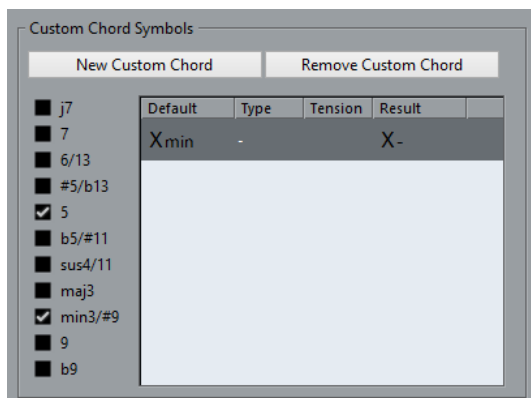 Custom Chord Symbols
New Custom Chord Remove Custom Chord
j7
7
6/13
#5/b13
5
b5/#11
sus4/11
maj3
min3/#9
9
b9
Default Type Tension Result
Xmin - X-